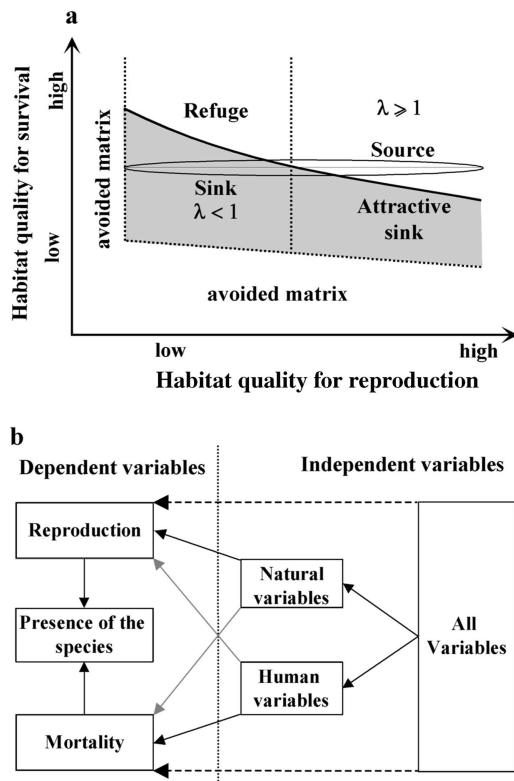 a
Habitat quality for survival
high
low
avoided matrix
Refuge
λ ⩾ 1
Source
Sink
λ < 1
Attractive
sink
avoided matrix
low
high
Habitat quality for reproduction
b
Dependent variables
Independent variables
Reproduction
Natural
variables
Presence of the
species
All
Variables
Human
variables
Mortality